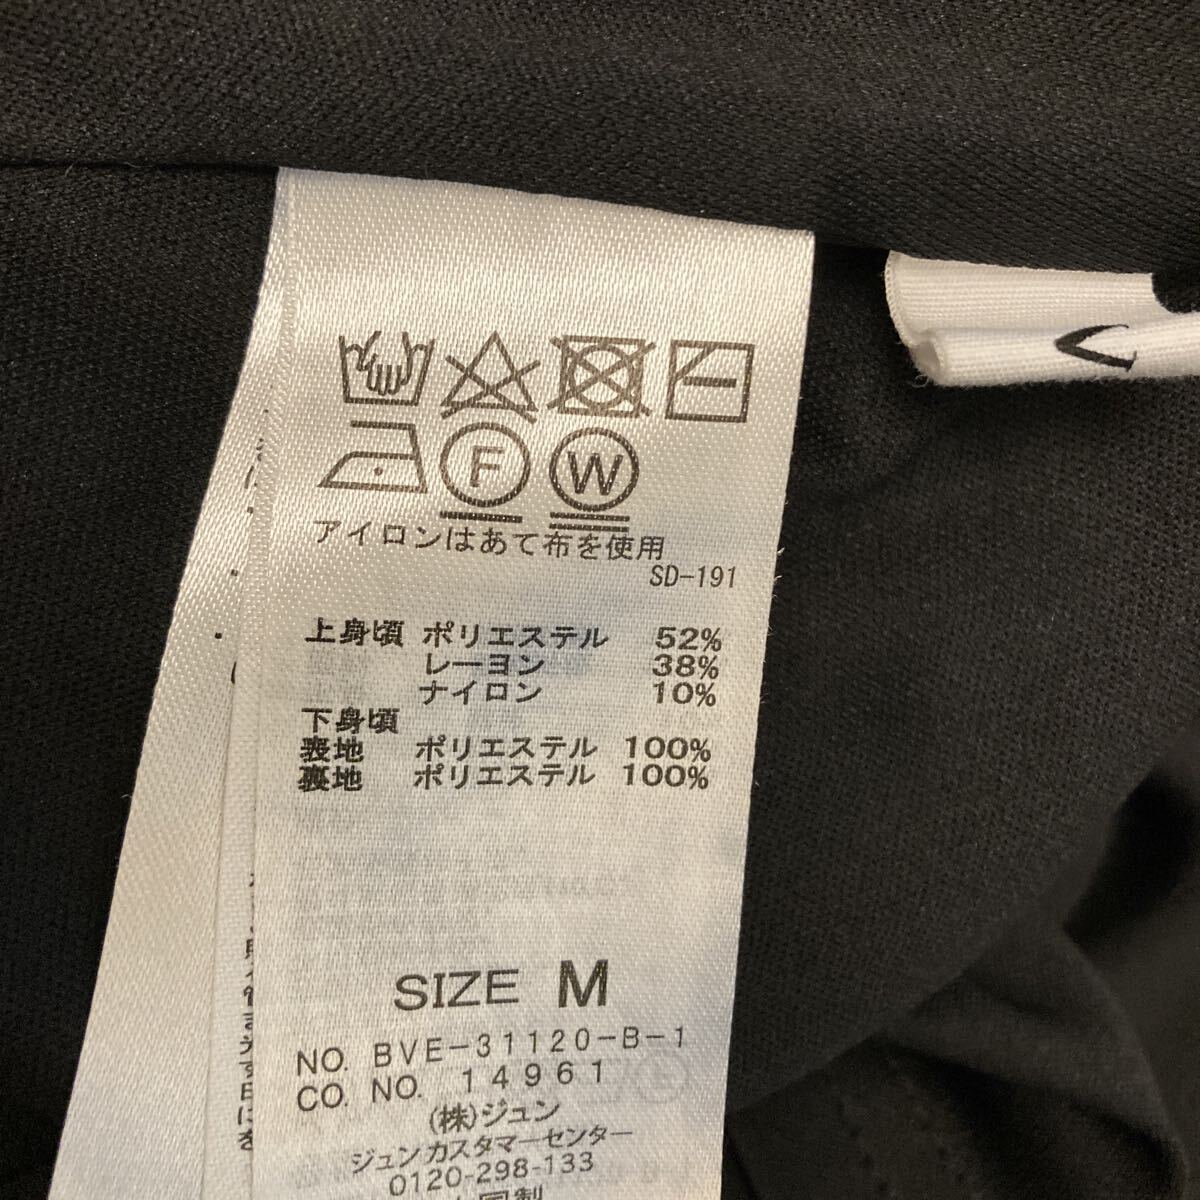 F W
アイロンはあて布を使用
SD-191
上身頃 ポリエステル 52%
レーヨン 38%
ナイロン 10%
下身頃
表地 ポリエステル 100%
裏地 ポリエステル 100%
SIZE M
NO. BVE-31120-B-1
CO. NO. 14961
(株)ジュン
ジュンカスタマーセンター
0120-298-133
国製
V